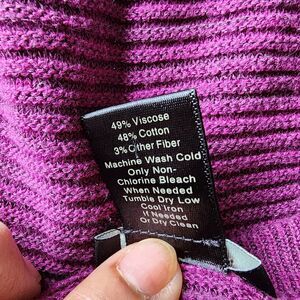 49% Viscose
48% Cotton
3% Other Fiber
Machine Wash Cold
Only Non-
Chlorine Bleach
When Needed
Tumble Dry Low
Cool Iron
If Needed
Or Dry Clean